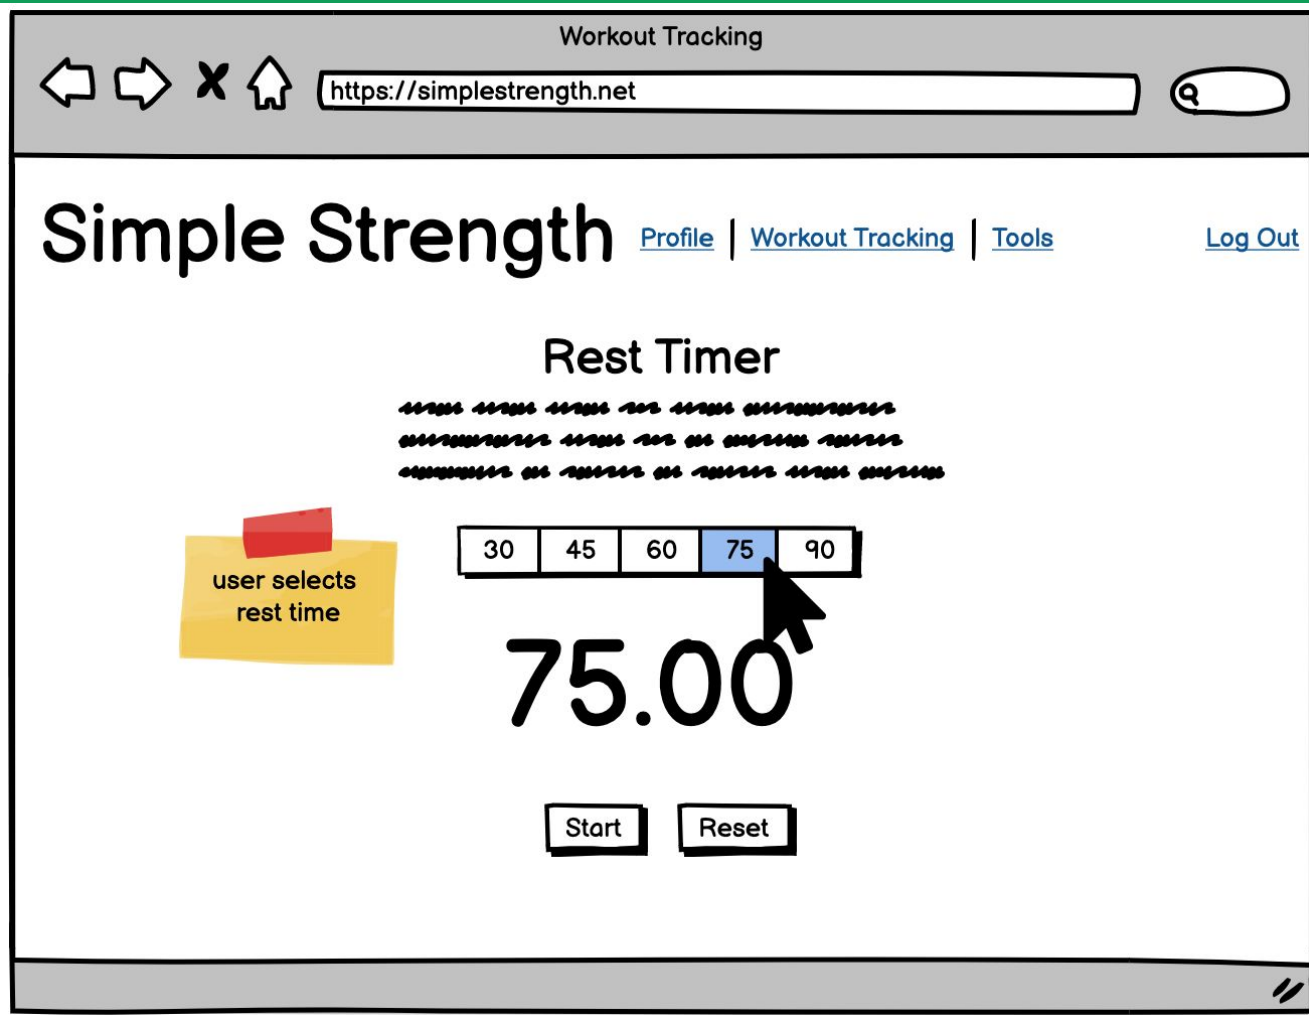 Workout Tracking
https://simplestrength.net
Simple Strength Profile | Workout Tracking | Tools Log Out
Rest Timer
30 45 60 75 90
user selects
rest time
75.00
Start Reset